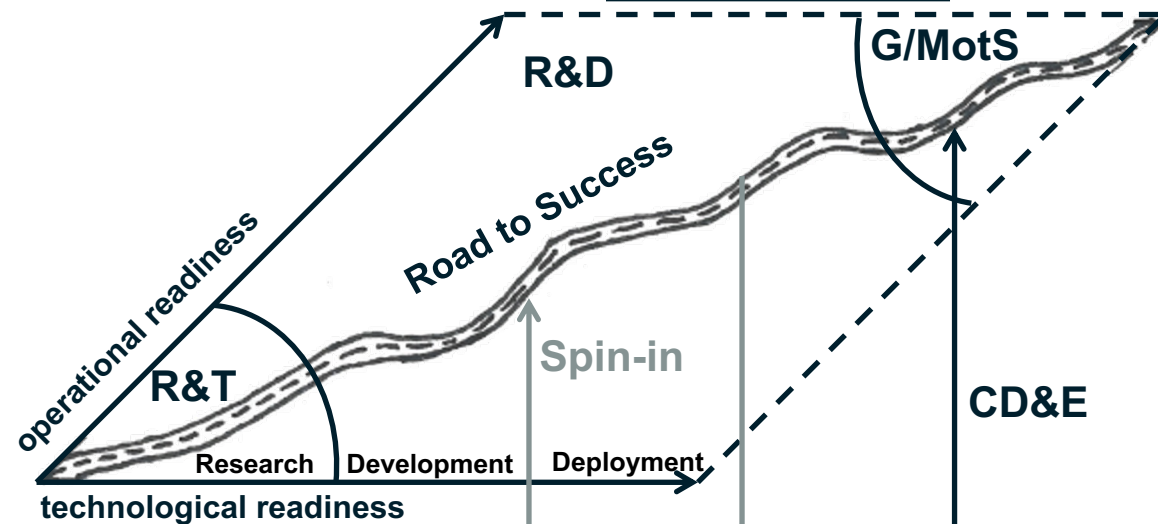 G/MotS
R&D
Road to Success
operational readiness
Spin-in
R&T
CD&E
Research
Development
Deployment
technological readiness